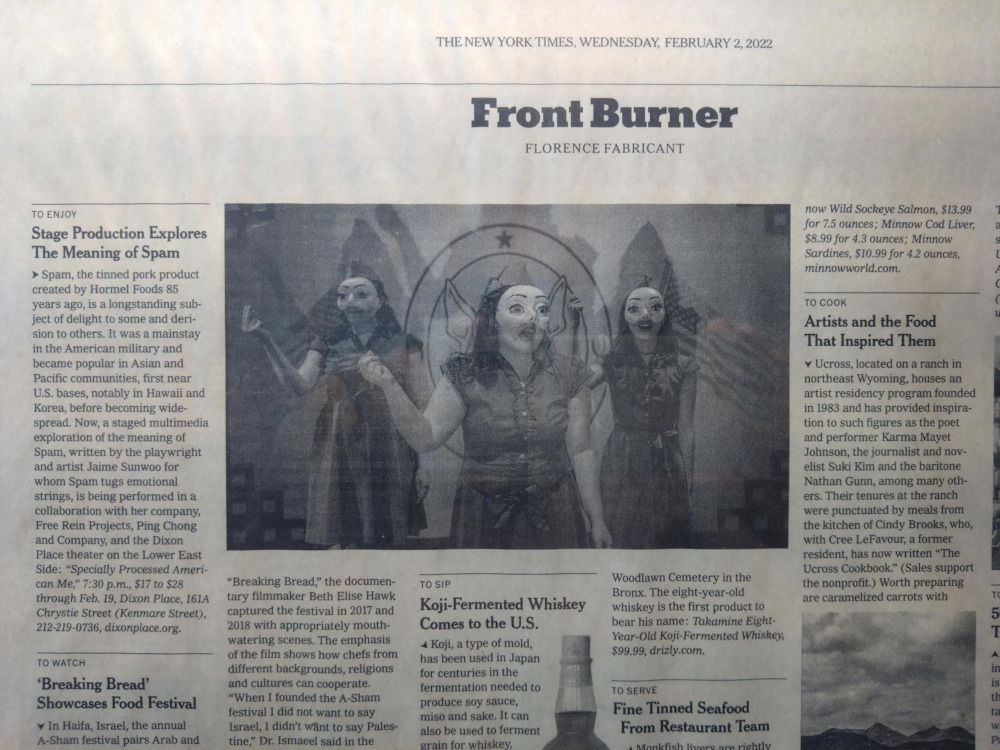 THE NEW YORK TIMES, WEDNESDAY, FEBRUARY 2, 2022
Front Burner
FLORENCE FABRICANT
TO ENJOY
Stage Production Explores
The Meaning of Spam
➤ Spam, the tinned pork product
created by Hormel Foods 85
years ago, is a longstanding sub-
ject of delight to some and deri-
sion to others. It was a mainstay
in the American military and
became popular in Asian and
Pacific communities, first near
U.S. bases, notably in Hawaii and
Korea, before becoming wide-
spread. Now, a staged multimedia
exploration of the meaning of
Spam, written by the playwright
and artist Jaime Sunwoo for
whom Spam tugs emotional
strings, is being performed in a
collaboration with her company,
Free Rein Projects, Ping Chong
and Company, and the Dixon
Place theater on the Lower East
Side: “Specially Processed Ameri-
can Me,” 7:30 p.m., $17 to $28
through Feb. 19, Dixon Place, 161A
Chrystie Street (Kenmare Street),
212-219-0736, dixonplace.org.
TO WATCH
‘Breaking Bread’
Showcases Food Festival
In Haifa, Israel, the annual
A-Sham festival pairs Arab and
“Breaking Bread,” the documen-
tary filmmaker Beth Elise Hawk
captured the festival in 2017 and
2018 with appropriately mouth-
watering scenes. The emphasis
of the film shows how chefs from
different backgrounds, religions
and cultures can cooperate.
“When I founded the A-Sham
festival I did not want to say
Israel, I didn’t want to say Pales-
tine,” Dr. Ismaeel said in the
TO SIP
Koji-Fermented Whiskey
Comes to the U.S.
Koji, a type of mold,
has been used in Japan
for centuries in the
fermentation needed to
produce soy sauce,
miso and sake. It can
also be used to ferment
grain for whiskey,
Woodlawn Cemetery in the
Bronx. The eight-year-old
whiskey is the first product to
bear his name: Takamine Eight-
Year-Old Koji-Fermented Whiskey,
$99.99, drizly.com.
TO SERVE
Fine Tinned Seafood
From Restaurant Team
Monkfish livers are rightly
now Wild Sockeye Salmon, $13.99
for 7.5 ounces; Minnow Cod Liver,
$8.99 for 4.3 ounces; Minnow
Sardines, $10.99 for 4.2 ounces,
minnowworld.com.
TO COOK
Artists and the Food
That Inspired Them
Ucross, located on a ranch in
northeast Wyoming, houses an
artist residency program founded
in 1983 and has provided inspira-
tion to such figures as the poet
and performer Karma Mayet
Johnson, the journalist and nov-
elist Suki Kim and the baritone
Nathan Gunn, among many oth-
ers. Their tenures at the ranch
were punctuated by meals from
the kitchen of Cindy Brooks, who,
with Cree LeFavour, a former
resident, has now written “The
Ucross Cookbook.” (Sales support
the nonprofit.) Worth preparing
are caramelized carrots with